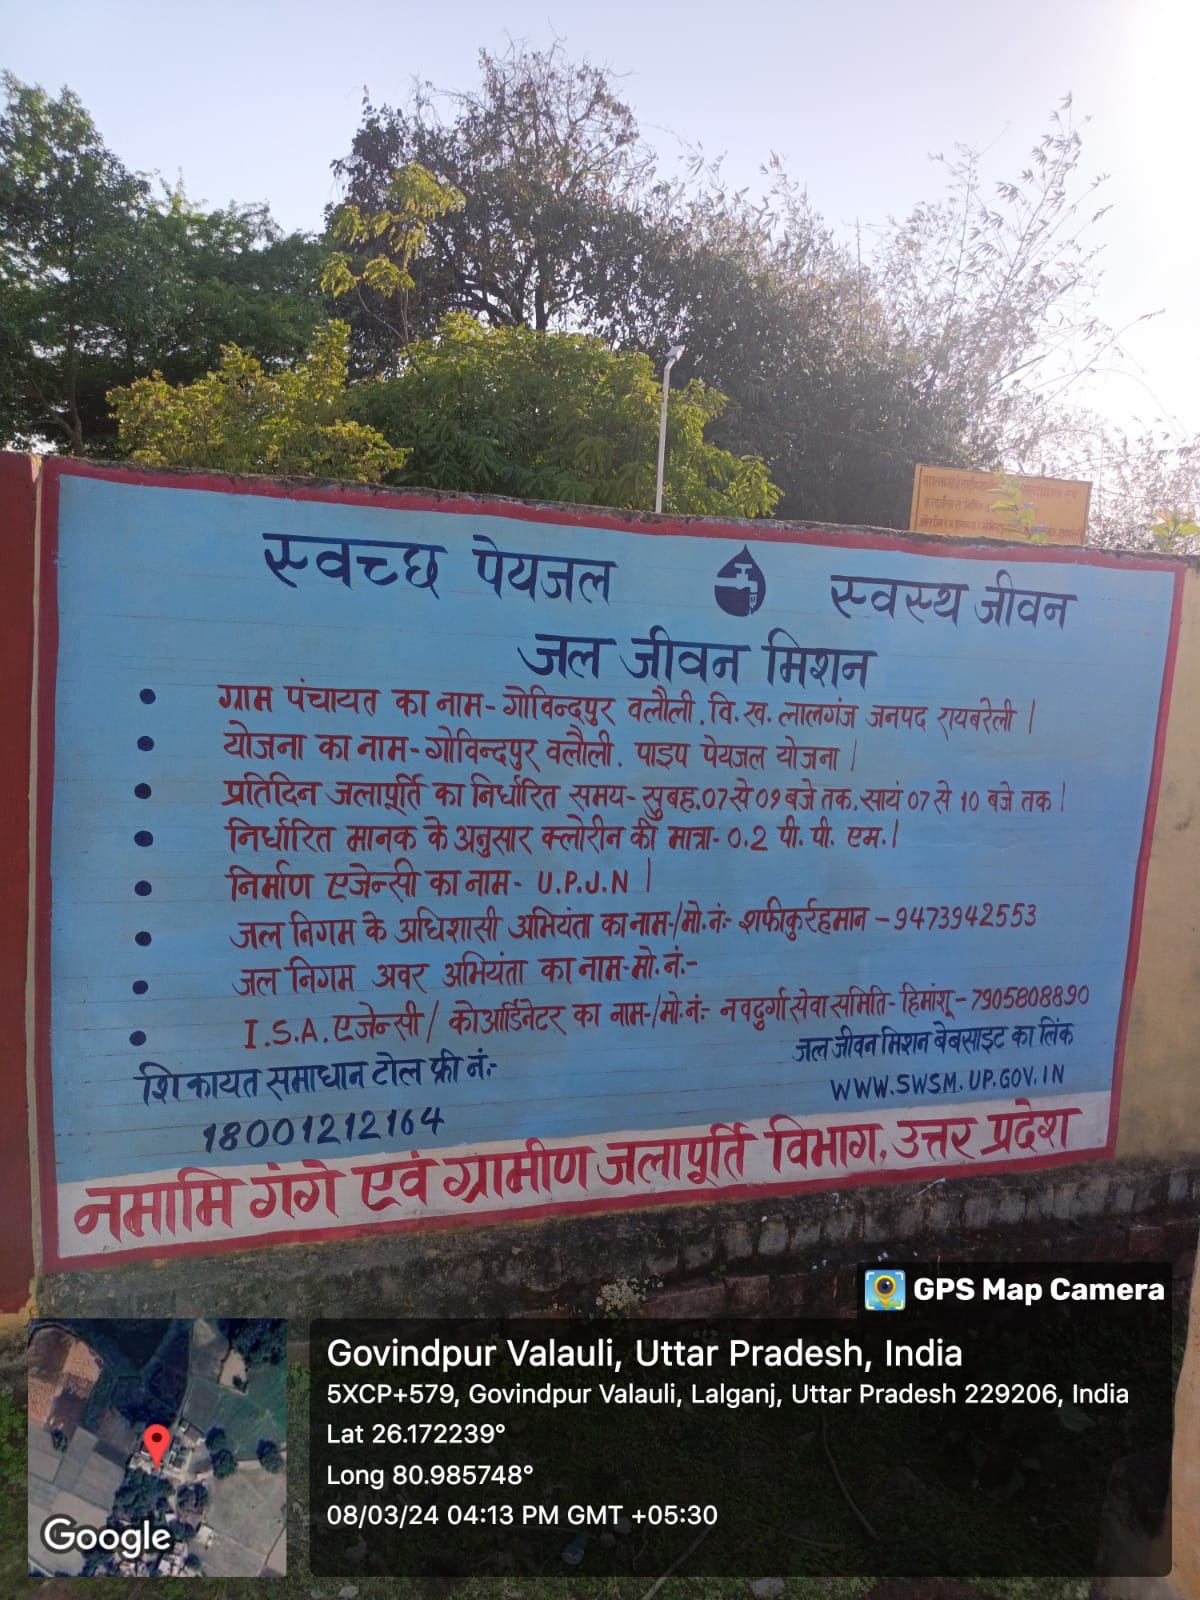 स्वच्छ पेयजल स्वस्थ जीवन
जल जीवन मिशन
• ग्राम पंचायत का नाम- गोविन्दपुर वलौली. वि.ख. लालगंज जनपद रायबरेली |
• योजना का नाम- गोविन्दपुर वलौली. पाइप पेयजल योजना |
• प्रतिदिन जलापूर्ति का निर्धारित समय- सुबह.07 से 09 बजे तक. सायं 07 से 10 बजे तक |
• निर्धारित मानक के अनुसार क्लोरीन की मात्रा- 0.2 पी. पी. एम. |
• निर्माण एजेन्सी का नाम- U.P.J.N |
• जल निगम के अधिशासी अभियंता का नाम-/मो.नं:- शफीकुर्रहमान - 9473942553
• जल निगम अवर अभियंता का नाम-मो.नं.-
• I.S.A. एजेन्सी / कोआर्डिनेटर का नाम-/मो.नं:- नवदुर्गा सेवा समिति- हिमांशू - 7905808890
शिकायत समाधान टोल फ्री नं:-
18001212164
जल जीवन मिशन बेबसाइट का लिंक
WWW.SWSM.UP.GOV.IN
नमामि गंगे एवं ग्रामीण जलापूर्ति विभाग, उत्तर प्रदेश
GPS Map Camera
Govindpur Valauli, Uttar Pradesh, India
5XCP+579, Govindpur Valauli, Lalganj, Uttar Pradesh 229206, India
Lat 26.172239°
Long 80.985748°
08/03/24 04:13 PM GMT +05:30
Google